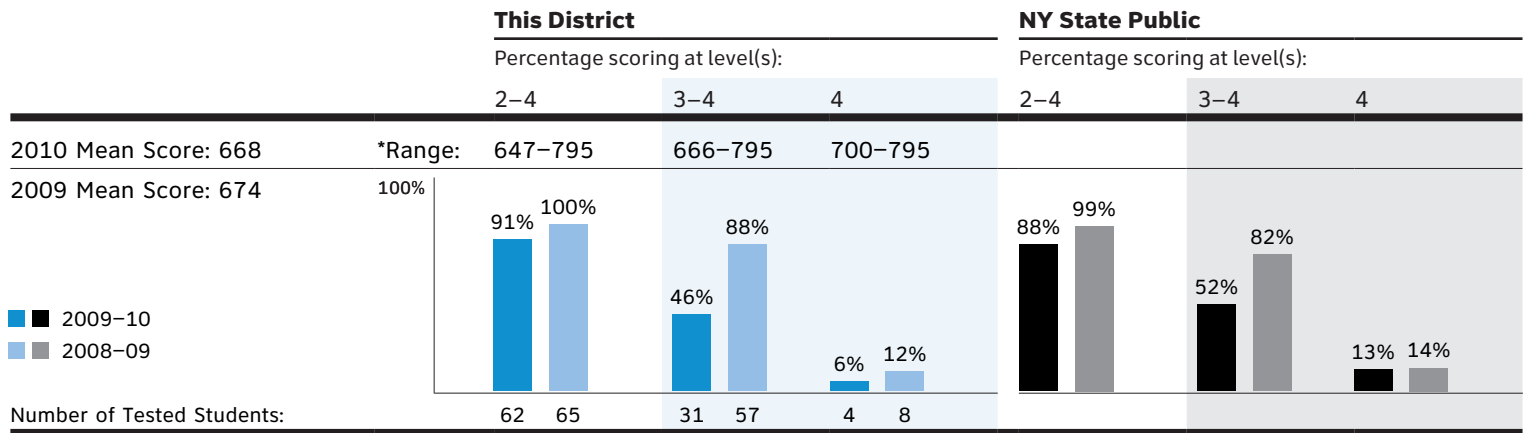 This District NY State Public
Percentage scoring at level(s): Percentage scoring at level(s):
2–4 3–4 4 2–4 3–4 4
2010 Mean Score: 668 *Range: 647–795 666–795 700–795
2009 Mean Score: 674 100%
91% 100% 88% 46% 6% 12% 88% 99% 52% 82% 13% 14%
2009–10
2008–09
Number of Tested Students: 62 65 31 57 4 8